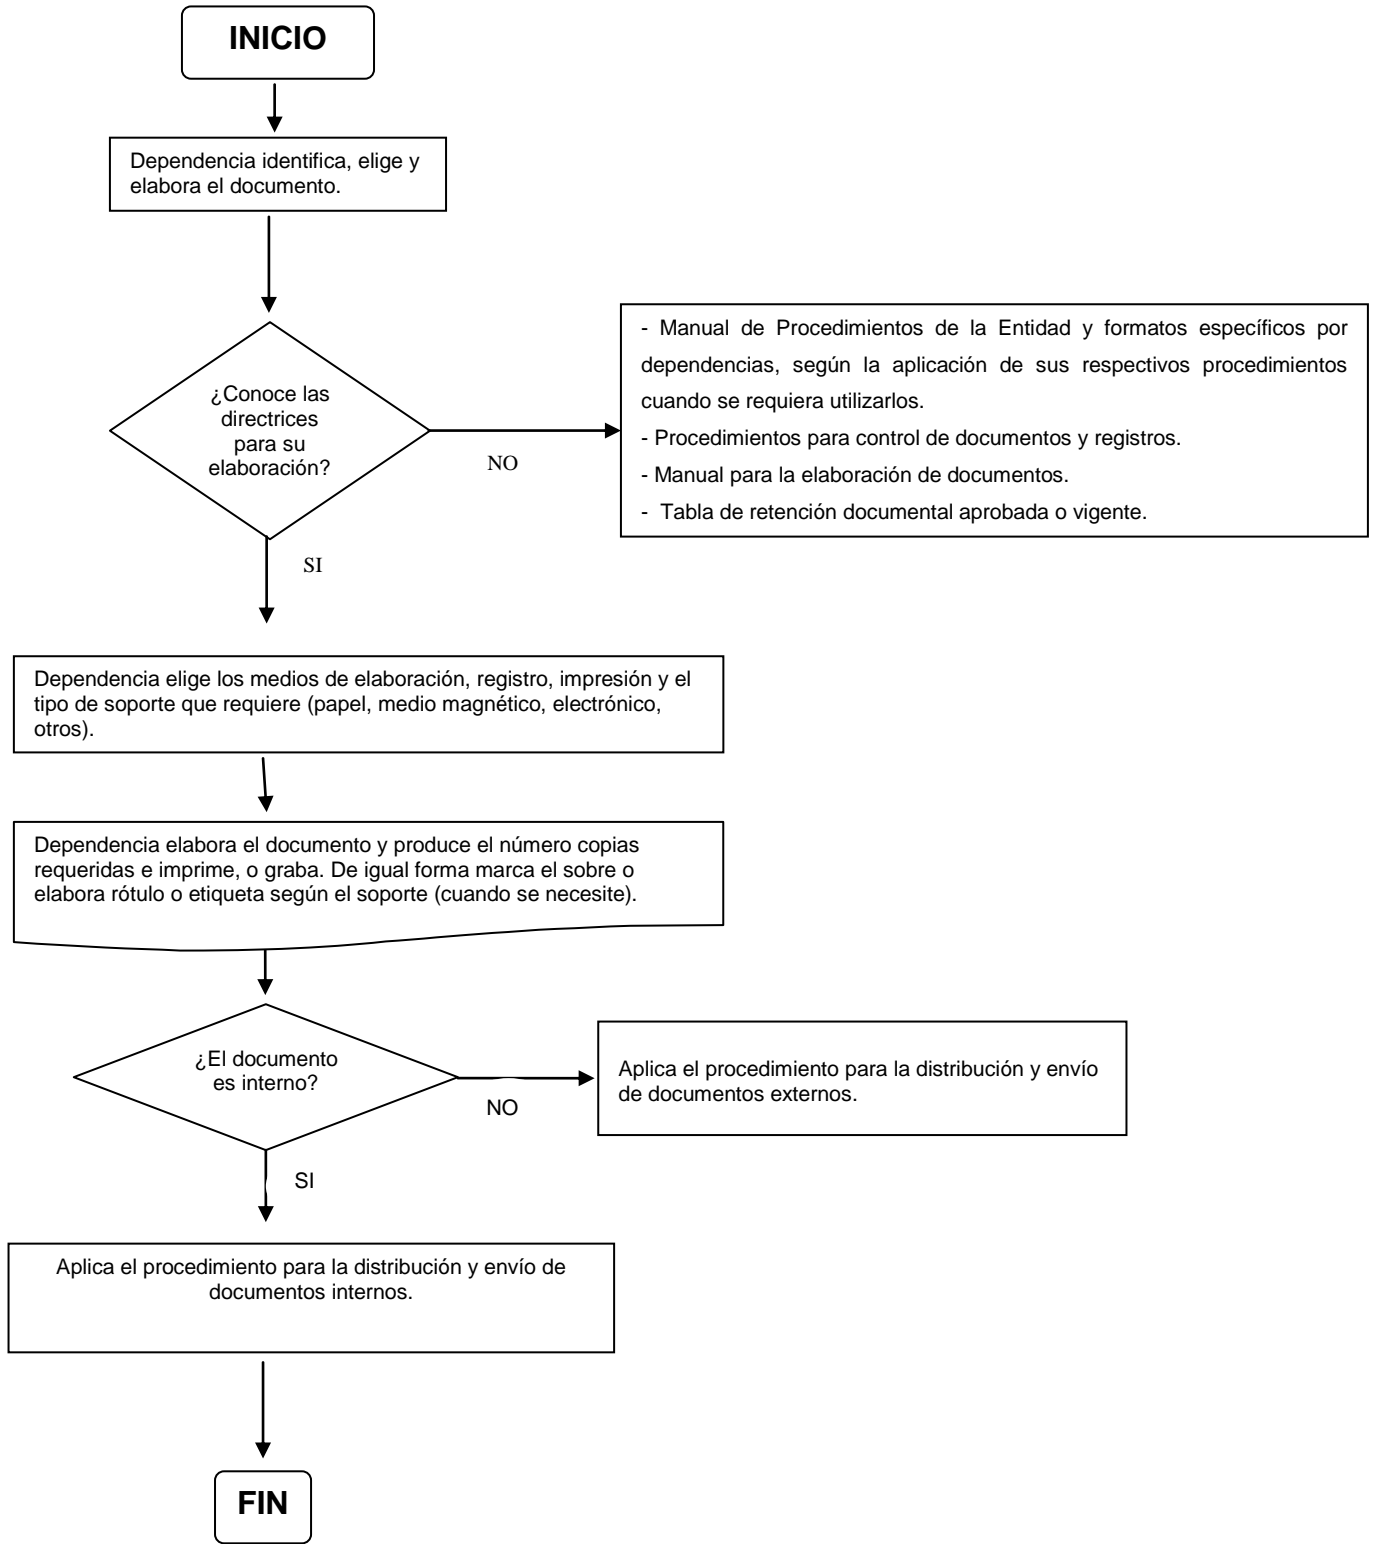 INICIO
Dependencia identifica, elige y
elabora el documento.
¿Conoce las
directrices
para su
elaboración?
NO
- Manual de Procedimientos de la Entidad y formatos específicos por
dependencias, según la aplicación de sus respectivos procedimientos
cuando se requiera utilizarlos.
- Procedimientos para control de documentos y registros.
- Manual para la elaboración de documentos.
- Tabla de retención documental aprobada o vigente.
SI
Dependencia elige los medios de elaboración, registro, impresión y el
tipo de soporte que requiere (papel, medio magnético, electrónico,
otros).
Dependencia elabora el documento y produce el número copias
requeridas e imprime, o graba. De igual forma marca el sobre o
elabora rótulo o etiqueta según el soporte (cuando se necesite).
¿El documento
es interno?
NO
Aplica el procedimiento para la distribución y envío
de documentos externos.
SI
Aplica el procedimiento para la distribución y envío de
documentos internos.
FIN